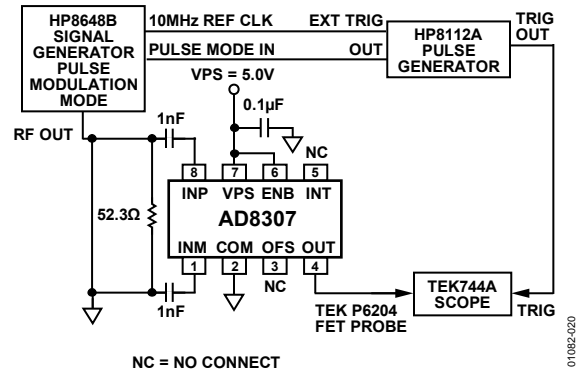 HP8648B
SIGNAL
GENERATOR
PULSE
MODULATION
MODE
10MHz REF CLK
EXT TRIG
PULSE MODE IN
OUT
HP8112A
PULSE
GENERATOR
TRIG
OUT
VPS = 5.0V
0.1µF
1nF
RF OUT
NC
8
7
6
5
INP
VPS
ENB
INT
52.3Ω
AD8307
INM
COM
OFS
OUT
1
2
3
4
NC
1nF
TEK P6204
FET PROBE
TEK744A
SCOPE
TRIG
NC = NO CONNECT
01082-020